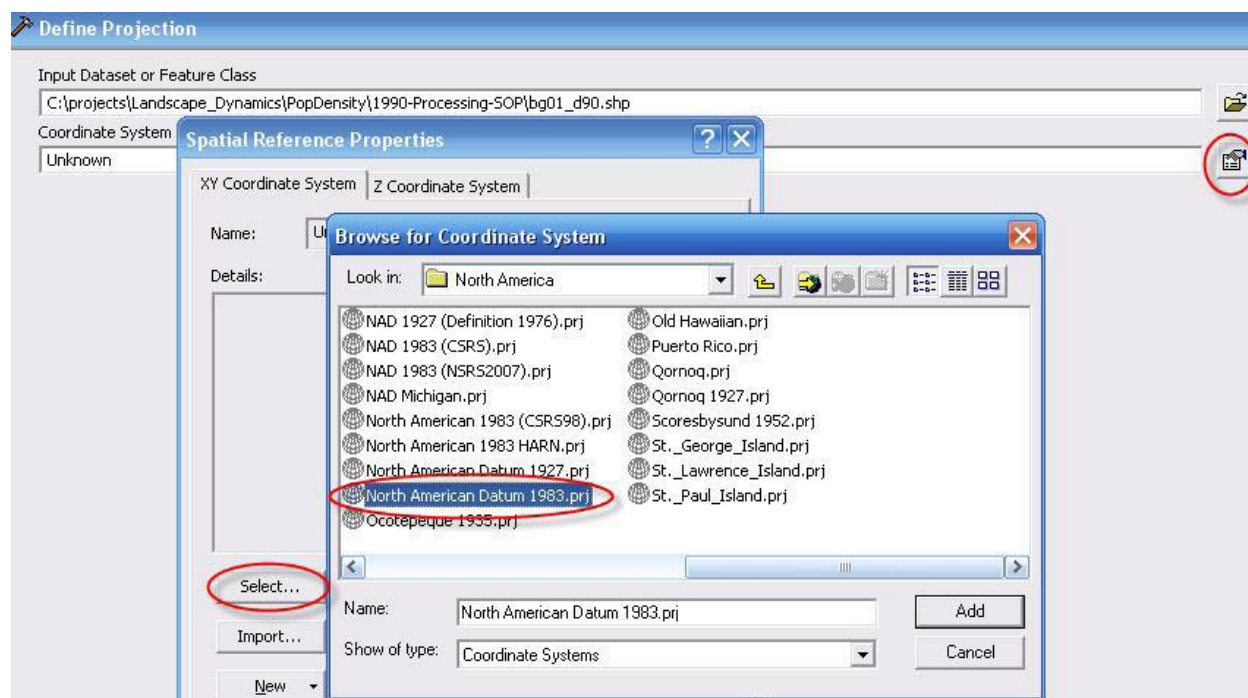 Define Projection
Input Dataset or Feature Class
C:\projects\Landscape_Dynamics\PopDensity\1990-Processing-SOP\bg01_d90.shp
Coordinate System
Unknown
Spatial Reference Properties
XY Coordinate System
Z Coordinate System
Name:
Details:
Select...
Import...
New
Browse for Coordinate System
Look in:
North America
NAD 1927 (Definition 1976).prj
NAD 1983 (CSRS).prj
NAD 1983 (NSRS2007).prj
NAD Michigan.prj
North American 1983 (CSRS98).prj
North American 1983 HARN.prj
North American Datum 1927.prj
North American Datum 1983.prj
Ocotepeque 1935.prj
Old Hawaiian.prj
Puerto Rico.prj
Qornoq.prj
Qornoq 1927.prj
Scoresbysund 1952.prj
St._George_Island.prj
St._Lawrence_Island.prj
St._Paul_Island.prj
Name:
North American Datum 1983.prj
Add
Show of type:
Coordinate Systems
Cancel